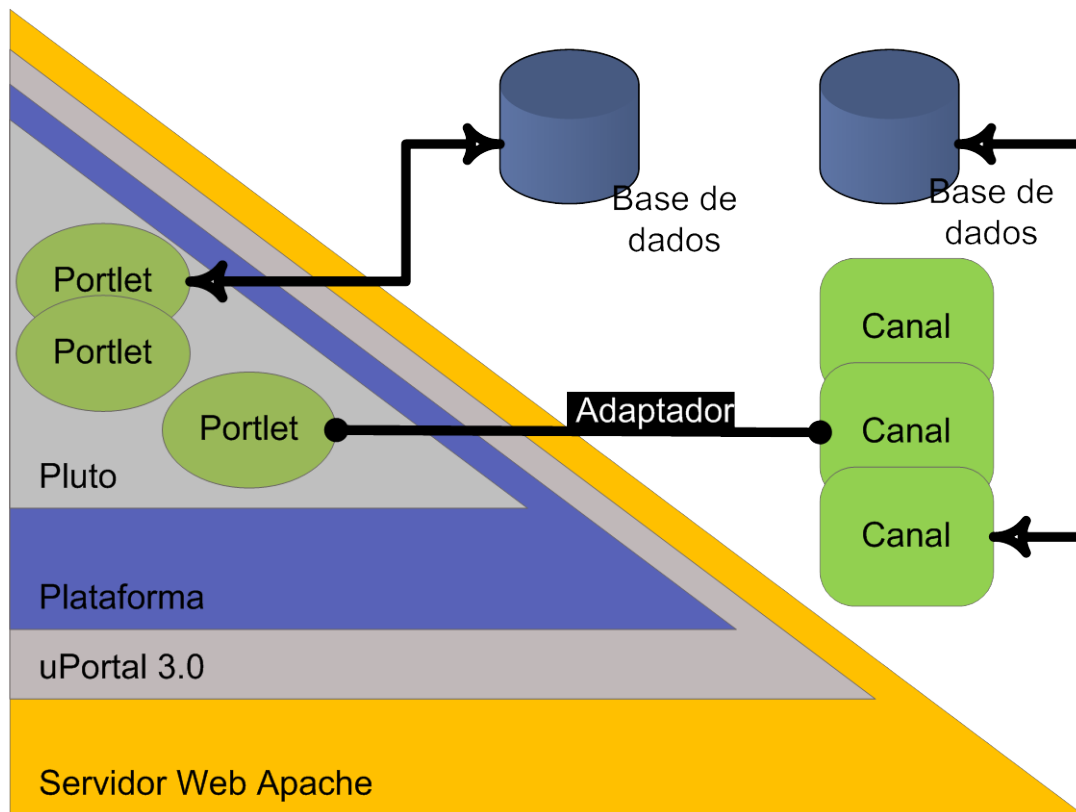 Base de
dados
Base de
dados
Portlet
Canal
Portlet
Adaptador
Portlet
Canal
Pluto
Canal
Plataforma
uPortal 3.0
Servidor Web Apache